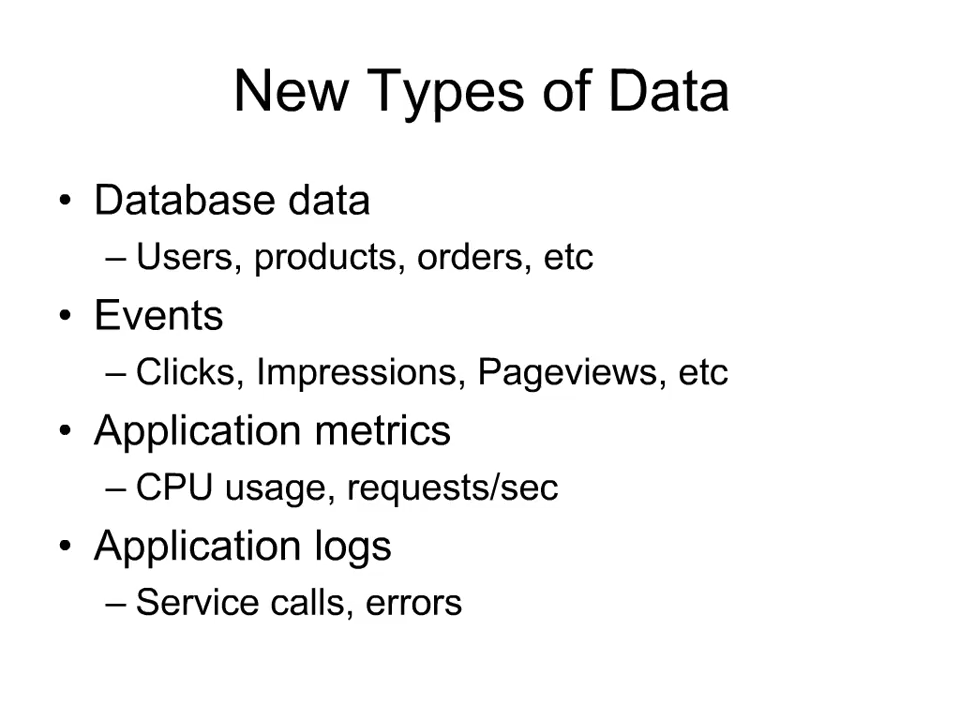 New Types of Data
• Database data
– Users, products, orders, etc
• Events
– Clicks, Impressions, Pageviews, etc
• Application metrics
– CPU usage, requests/sec
• Application logs
– Service calls, errors